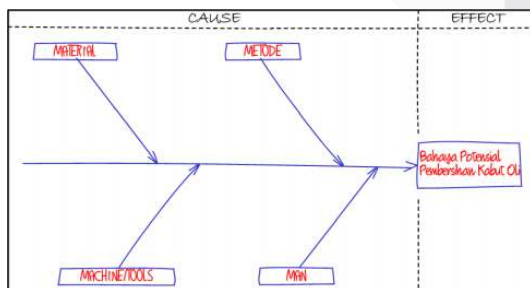 CAUSE
EFFECT
MATERIAL
METODE
Bahaya Potensial
Pembersihan Kabut Oli
MACHINE/TOOLS
MAN